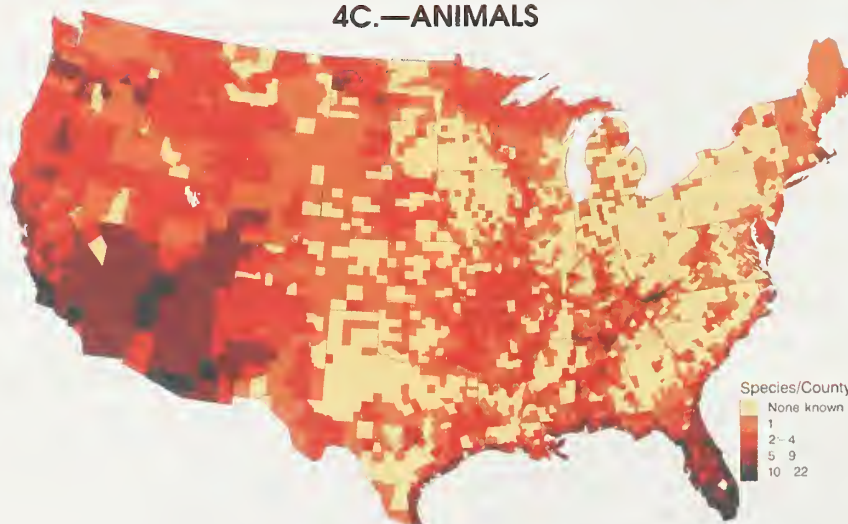 4C.—ANIMALS
Species/County
None known
1
2-4
5 9
10 22